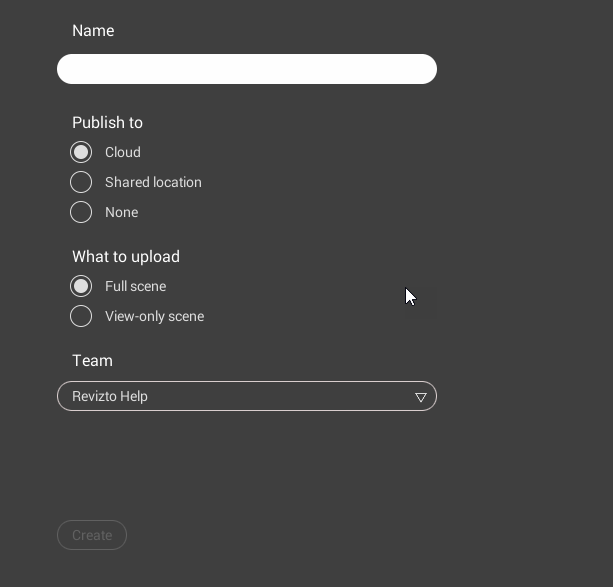 Name
Publish to
Cloud
Shared location
None
What to upload
Full scene
View-only scene
Team
Revizto Help
Create